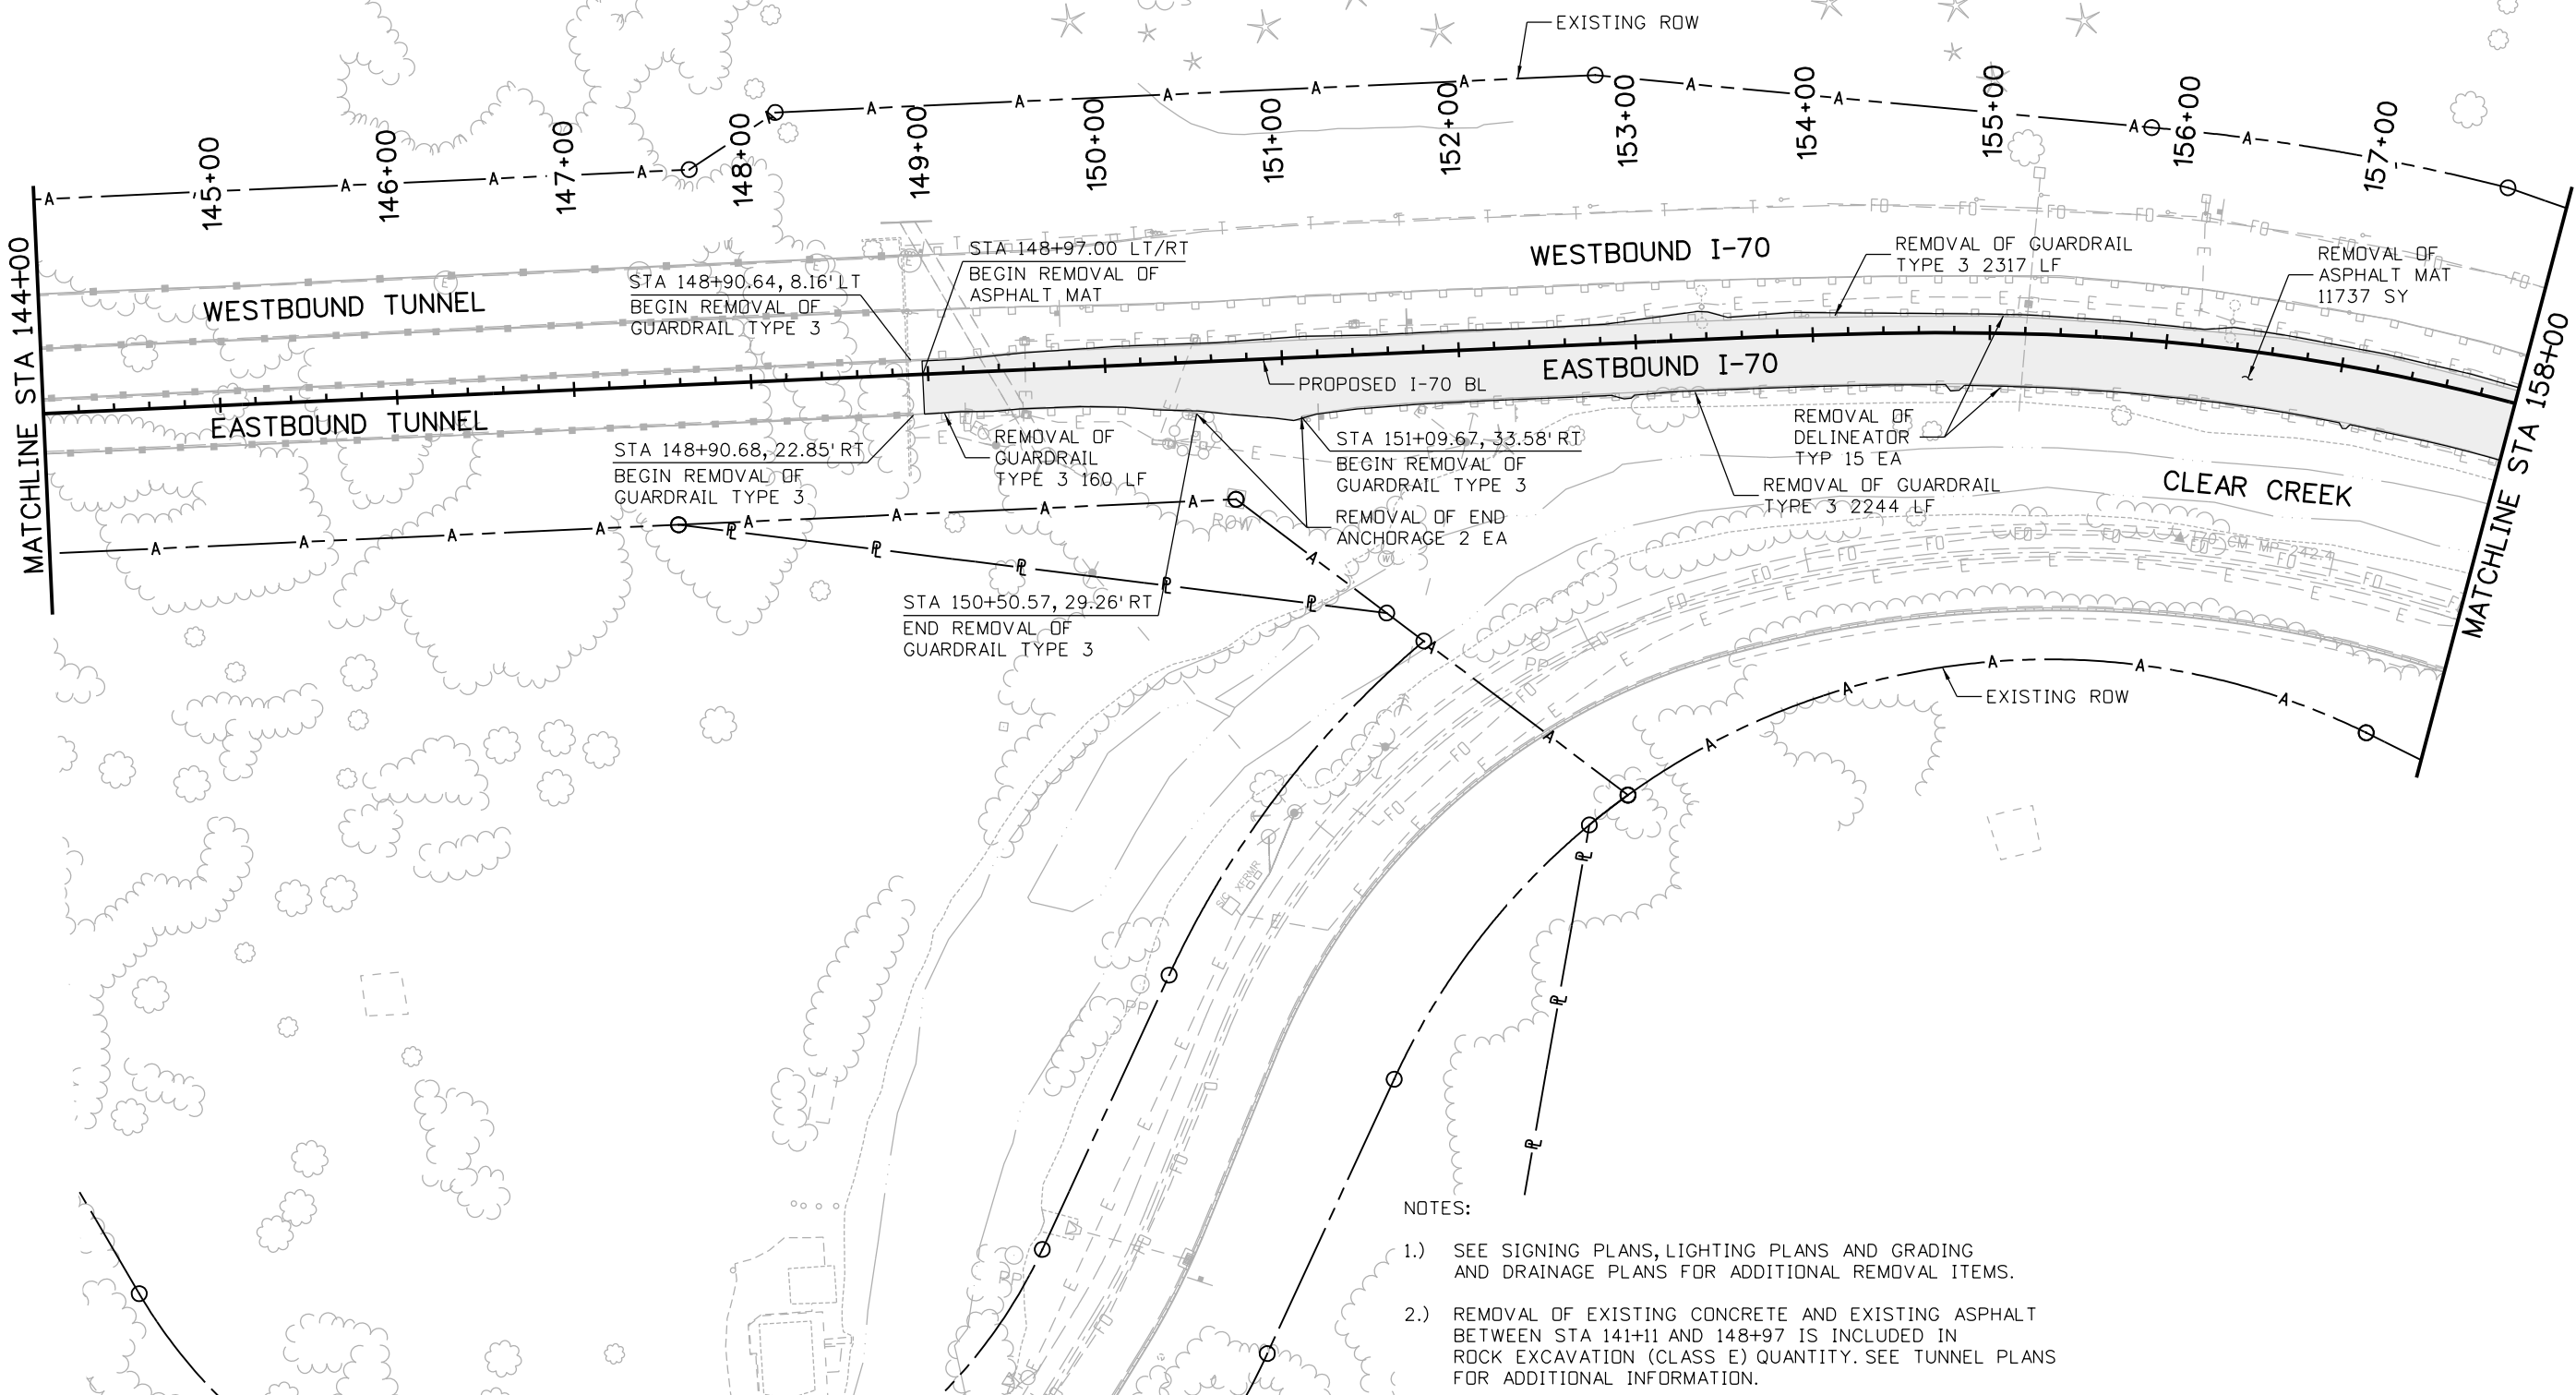 EXISTING ROW
145+00
146+00
147+00
148+00
149+00
150+00
151+00
152+00
153+00
154+00
155+00
156+00
157+00
MATCHLINE STA 144+00
WESTBOUND TUNNEL
EASTBOUND TUNNEL
STA 148+90.64, 8.16' LT
BEGIN REMOVAL OF
GUARDRAIL TYPE 3
STA 148+97.00 LT/RT
BEGIN REMOVAL OF
ASPHALT MAT
WESTBOUND I-70
REMOVAL OF GUARDRAIL
TYPE 3 2317 LF
REMOVAL OF
ASPHALT MAT
11737 SY
EASTBOUND I-70
PROPOSED I-70 BL
STA 148+90.68, 22.85' RT
BEGIN REMOVAL OF
GUARDRAIL TYPE 3
REMOVAL OF
GUARDRAIL
TYPE 3 160 LF
STA 151+09.67, 33.58' RT
BEGIN REMOVAL OF
GUARDRAIL TYPE 3
REMOVAL OF END
ANCHORAGE 2 EA
REMOVAL OF
DELINEATOR
TYP 15 EA
REMOVAL OF GUARDRAIL
TYPE 3 2244 LF
CLEAR CREEK
MATCHLINE STA 158+00
ROW
STA 150+50.57, 29.26' RT
END REMOVAL OF
GUARDRAIL TYPE 3
I70 CM MP 242.4
PP
EXISTING ROW
S/C XFRMR
PP
PP
NOTES:
1.) SEE SIGNING PLANS, LIGHTING PLANS AND GRADING
AND DRAINAGE PLANS FOR ADDITIONAL REMOVAL ITEMS.
2.) REMOVAL OF EXISTING CONCRETE AND EXISTING ASPHALT
BETWEEN STA 141+11 AND 148+97 IS INCLUDED IN
ROCK EXCAVATION (CLASS E) QUANTITY. SEE TUNNEL PLANS
FOR ADDITIONAL INFORMATION.